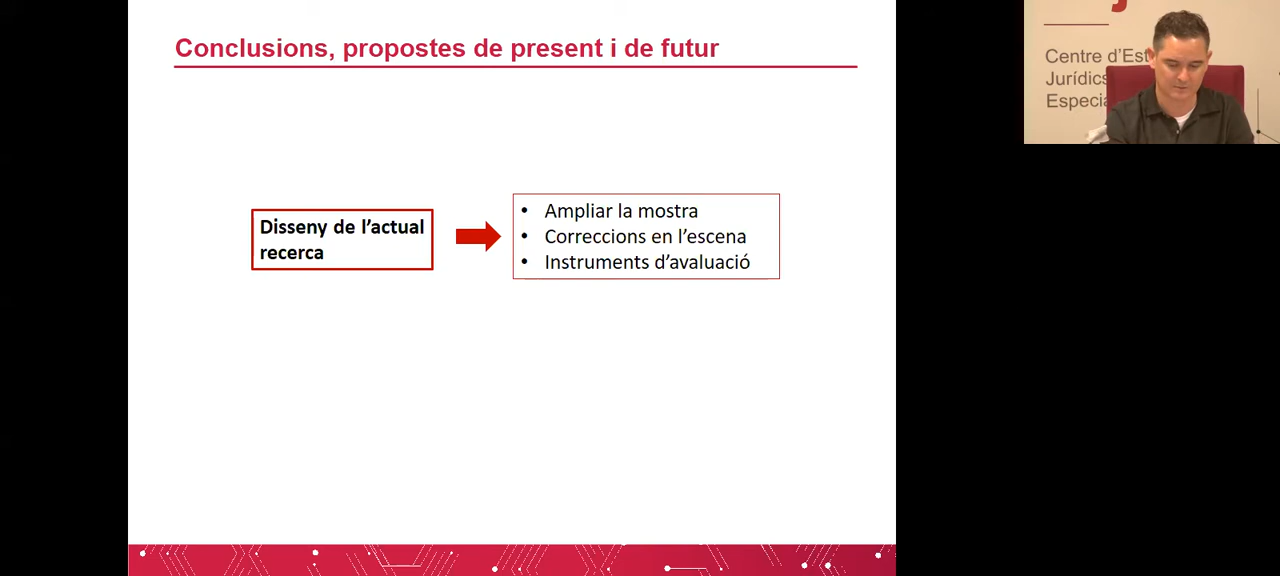 Conclusions, propostes de present i de futur
Centre d'Est
Jurídics
Especia
Disseny de l'actual
recerca
• Ampliar la mostra
• Correccions en l'escena
• Instruments d'avaluació